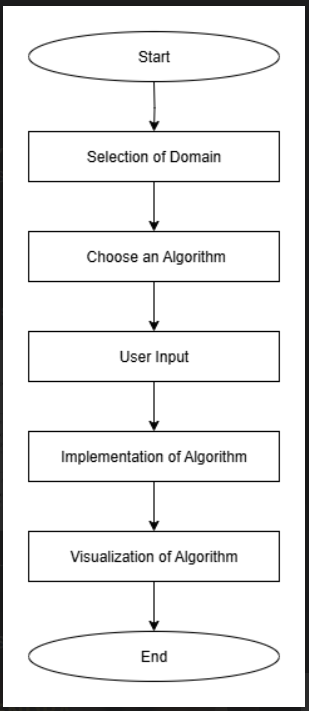 Start
Selection of Domain
Choose an Algorithm
User Input
Implementation of Algorithm
Visualization of Algorithm
End